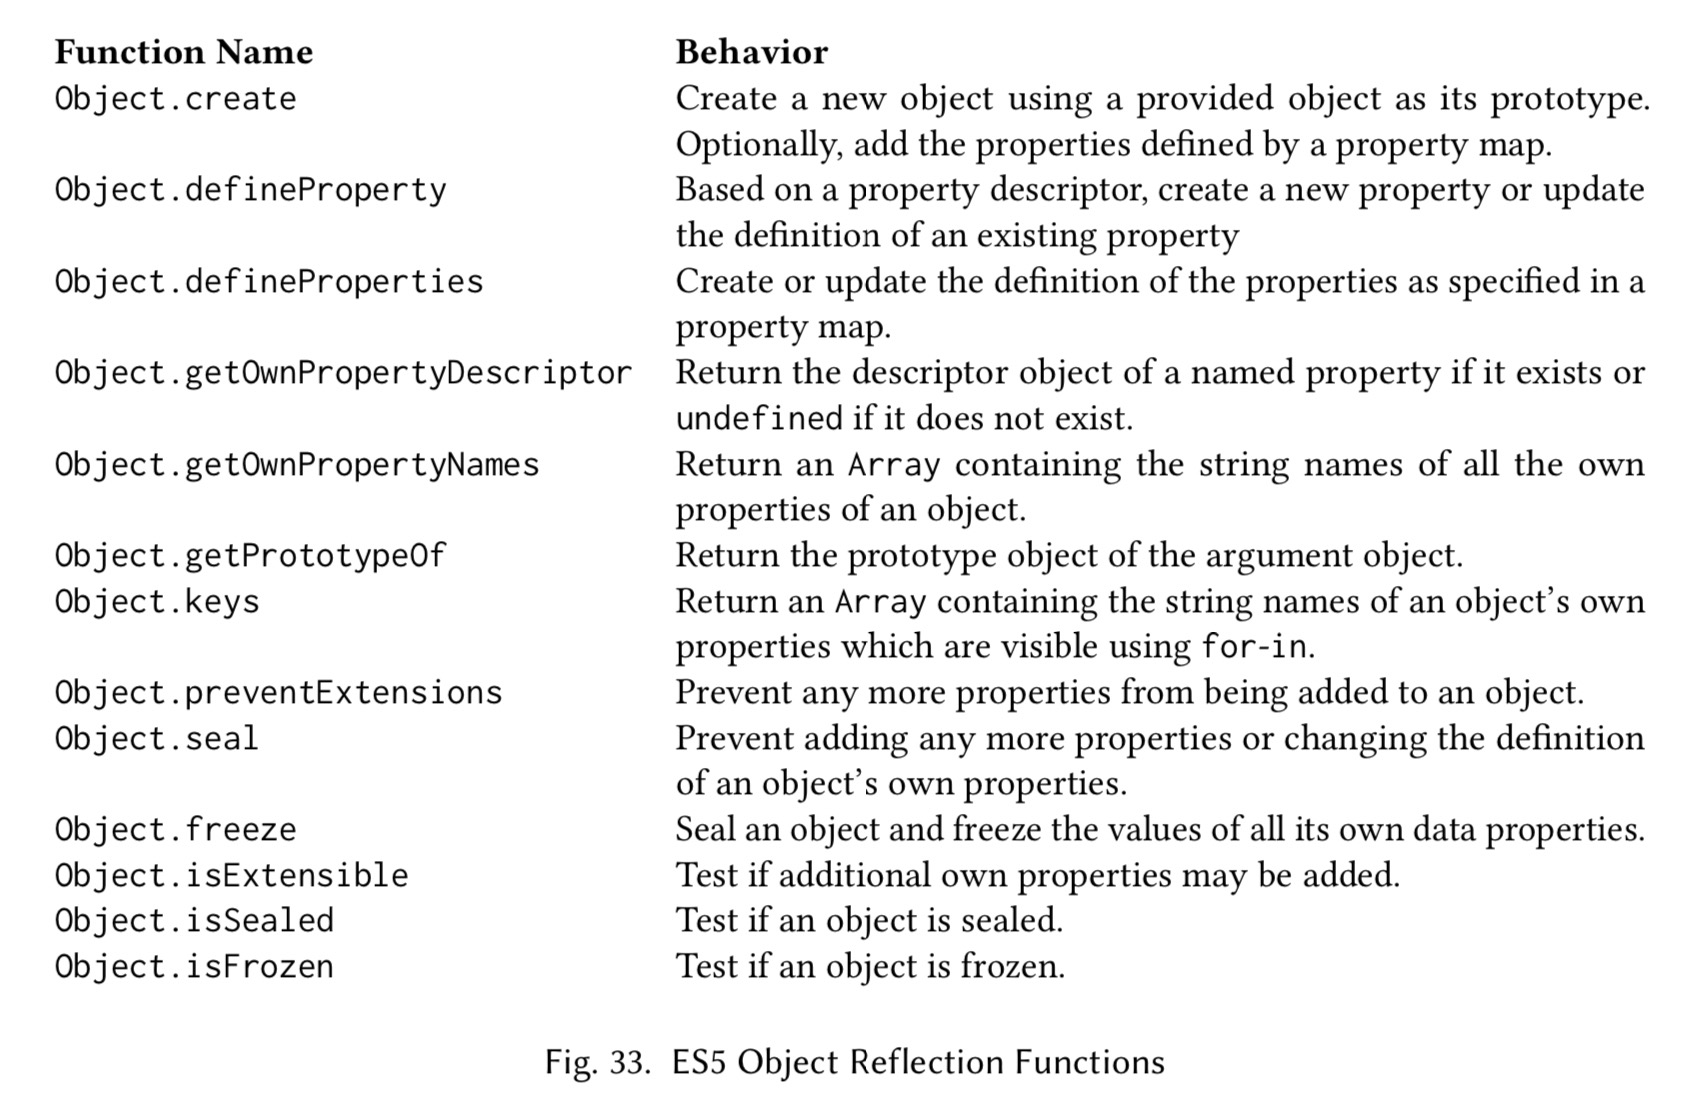 Function Name Behavior
Object.create Create a new object using a provided object as its prototype.
Optionally, add the properties defined by a property map.
Object.defineProperty Based on a property descriptor, create a new property or update
the definition of an existing property
Object.defineProperties Create or update the definition of the properties as specified in a
property map.
Object.getOwnPropertyDescriptor Return the descriptor object of a named property if it exists or
undefined if it does not exist.
Object.getOwnPropertyNames Return an Array containing the string names of all the own
properties of an object.
Object.getPrototypeOf Return the prototype object of the argument object.
Object.keys Return an Array containing the string names of an object’s own
properties which are visible using for-in.
Object.preventExtensions Prevent any more properties from being added to an object.
Object.seal Prevent adding any more properties or changing the definition
of an object’s own properties.
Object.freeze Seal an object and freeze the values of all its own data properties.
Object.isExtensible Test if additional own properties may be added.
Object.isSealed Test if an object is sealed.
Object.isFrozen Test if an object is frozen.
Fig. 33. ES5 Object Reflection Functions